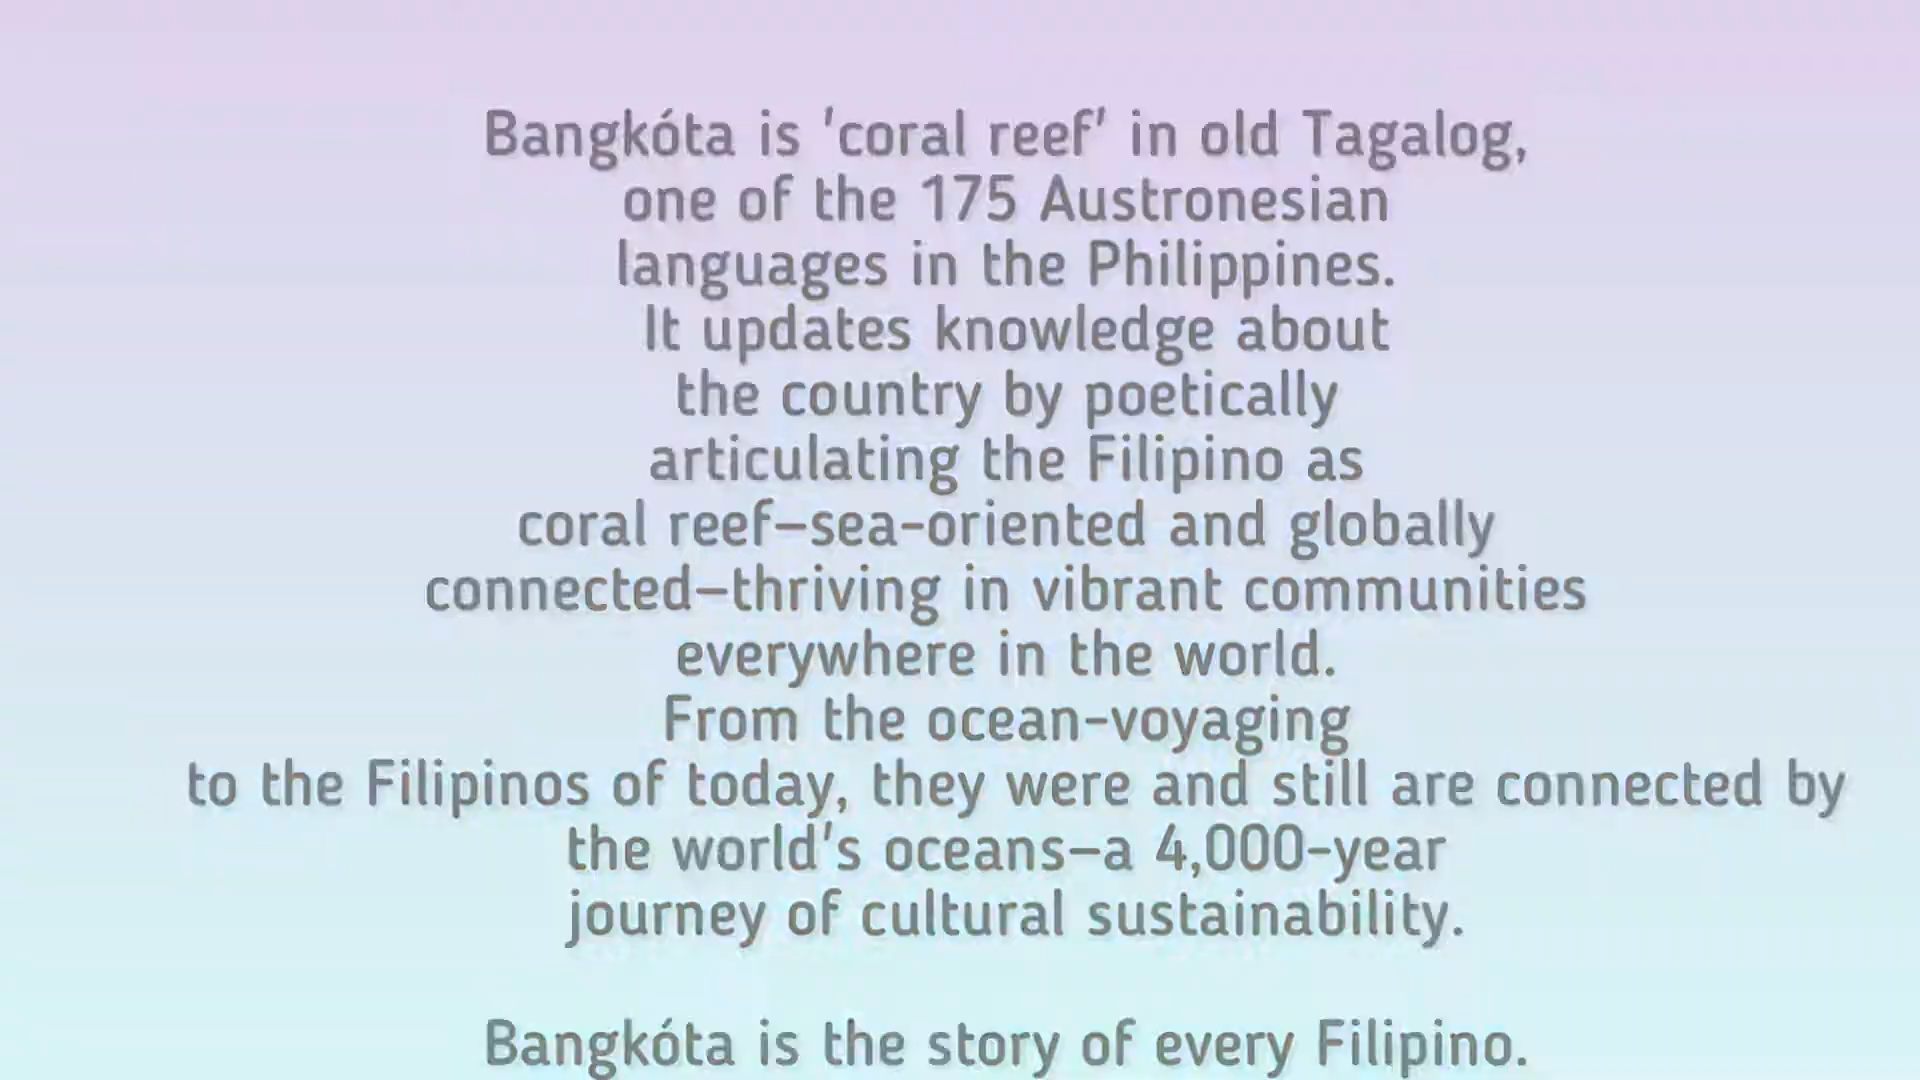 Bangkóta is 'coral reef' in old Tagalog,
one of the 175 Austronesian
languages in the Philippines.
It updates knowledge about
the country by poetically
articulating the Filipino as
coral reef—sea-oriented and globally
connected—thriving in vibrant communities
everywhere in the world.
From the ocean-voyaging
to the Filipinos of today, they were and still are connected by
the world's oceans—a 4,000-year
journey of cultural sustainability.
Bangkóta is the story of every Filipino.